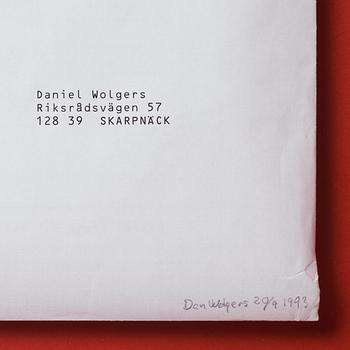 Daniel Wolgers
Riksrådsvägen 57
128 39 SKARPNÄCK
Dan Wolgers 29/9 1993